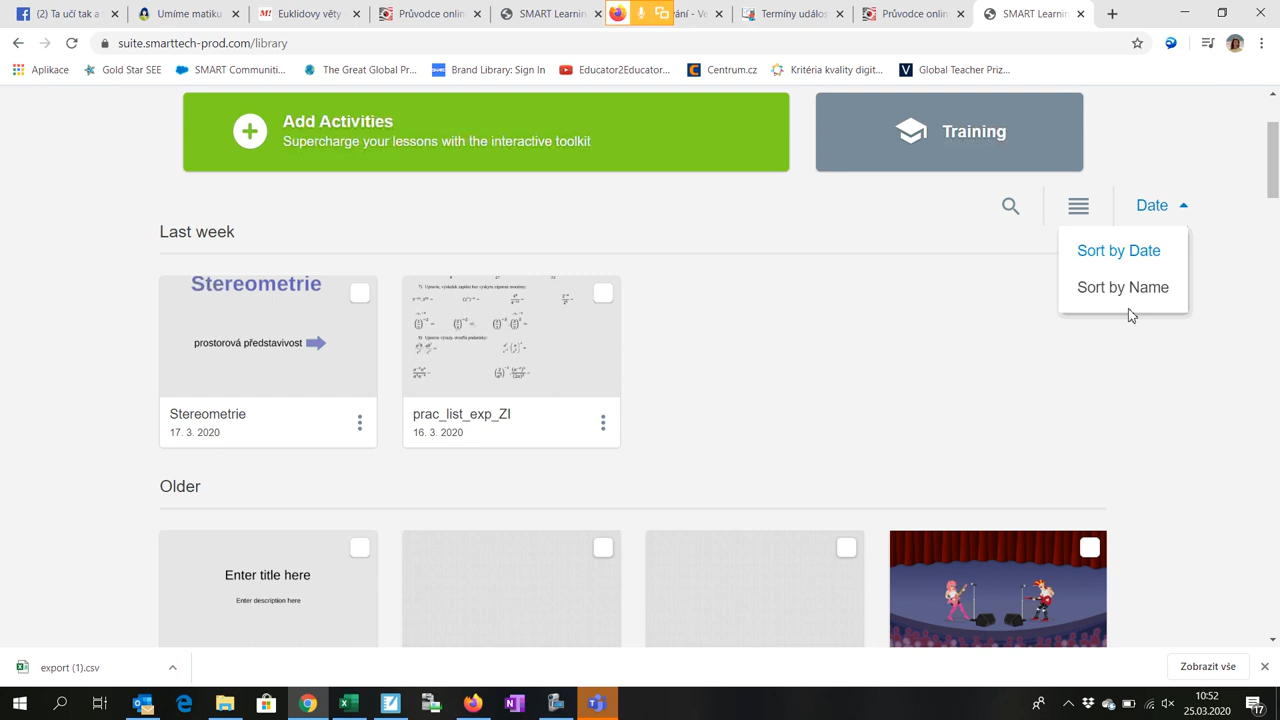 (2) Ta učí tak a
Umíme matiku
Euklidovy vět
Průvodce onlin
SMART Learnin
ání - Ve
Termíny událos
Průvodce onlin
SMART Learnin
suite.smarttech-prod.com/library
Aplikace
Gold Star SEE
SMART Communiti...
The Great Global Pr...
Brand Library: Sign In
Educator2Educator...
Centrum.cz
Kritéria kvality digit...
Global Teacher Priz...
Add Activities
Supercharge your lessons with the interactive toolkit
Training
Date
Last week
Sort by Date
Sort by Name
Stereometrie
prostorová představivost
Stereometrie
17. 3. 2020
prac_list_exp_ZI
16. 3. 2020
Older
Enter title here
Enter description here
export (1).csv
Zobrazit vše
10:52
25.03.2020
17